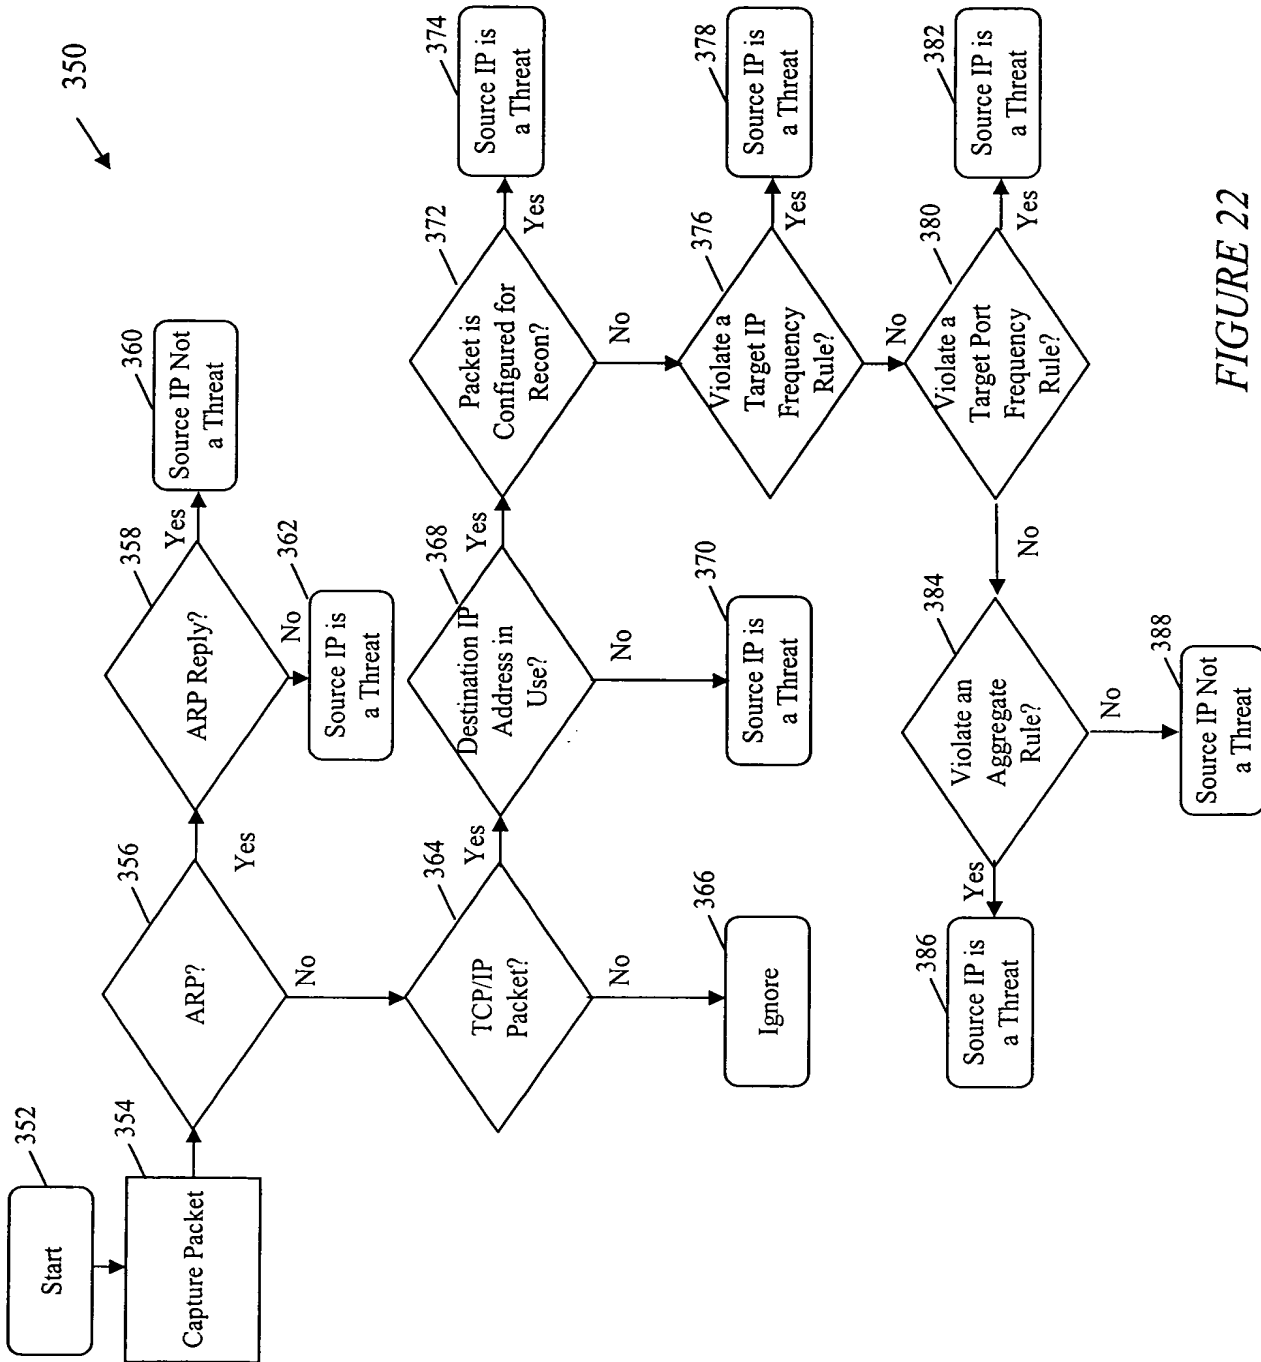 350
352
Start
354
Capture Packet
356
ARP?
Yes
No
358
ARP Reply?
Yes
No
360
Source IP Not
a Threat
362
Source IP is
a Threat
364
TCP/IP
Packet?
Yes
No
366
Ignore
368
Destination IP
Address in
Use?
Yes
No
370
Source IP is
a Threat
372
Packet is
Configured for
Recon?
Yes
No
374
Source IP is
a Threat
376
Violate a
Target IP
Frequency
Rule?
Yes
No
378
Source IP is
a Threat
380
Violate a
Target Port
Frequency
Rule?
Yes
No
382
Source IP is
a Threat
384
Violate an
Aggregate
Rule?
Yes
No
386
Source IP is
a Threat
388
Source IP Not
a Threat
FIGURE 22